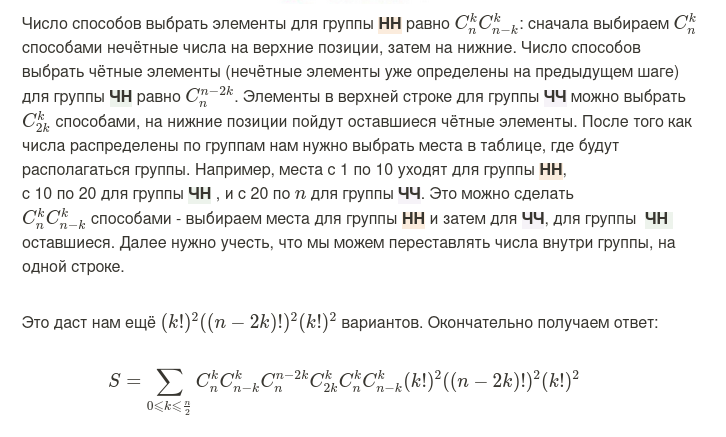 Число способов выбрать элементы для группы НН равно $C_n^k C_{n-k}^k$: сначала выбираем $C_n^k$
способами нечётные числа на верхние позиции, затем на нижние. Число способов
выбрать чётные элементы (нечётные элементы уже определены на предыдущем шаге)
для группы ЧН равно $C_n^{n-2k}$. Элементы в верхней строке для группы ЧЧ можно выбрать
$C_{2k}^k$ способами, на нижние позиции пойдут оставшиеся чётные элементы. После того как
числа распределены по группам нам нужно выбрать места в таблице, где будут
располагаться группы. Например, места с 1 по 10 уходят для группы НН,
с 10 по 20 для группы ЧН , и с 20 по $n$ для группы ЧЧ. Это можно сделать
$C_n^k C_{n-k}^k$ способами - выбираем места для группы НН и затем для ЧЧ, для группы ЧН
оставшиеся. Далее нужно учесть, что мы можем переставлять числа внутри группы, на
одной строке.
Это даст нам ещё $(k!)^2((n-2k)!)^2(k!)^2$ вариантов. Окончательно получаем ответ:
$S = \sum_{0 \leqslant k \leqslant \frac{n}{2}} C_n^k C_{n-k}^k C_n^{n-2k} C_{2k}^k C_n^k C_{n-k}^k (k!)^2((n-2k)!)^2(k!)^2$